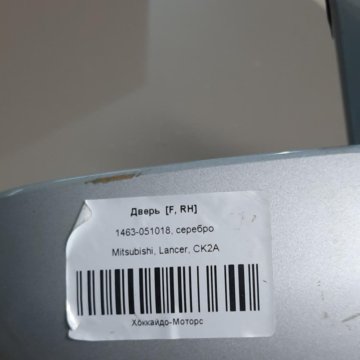 Дверь [F, RH]
1463-051018, серебро
Mitsubishi, Lancer, CK2A
Хоккайдо-Моторс